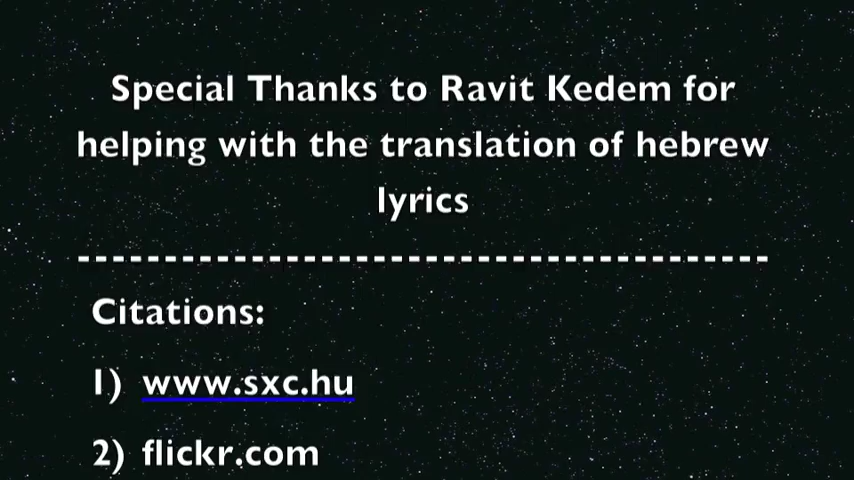 Special Thanks to Ravit Kedem for
helping with the translation of hebrew
lyrics
----------------------------------------
Citations:
1) www.sxc.hu
2) flickr.com